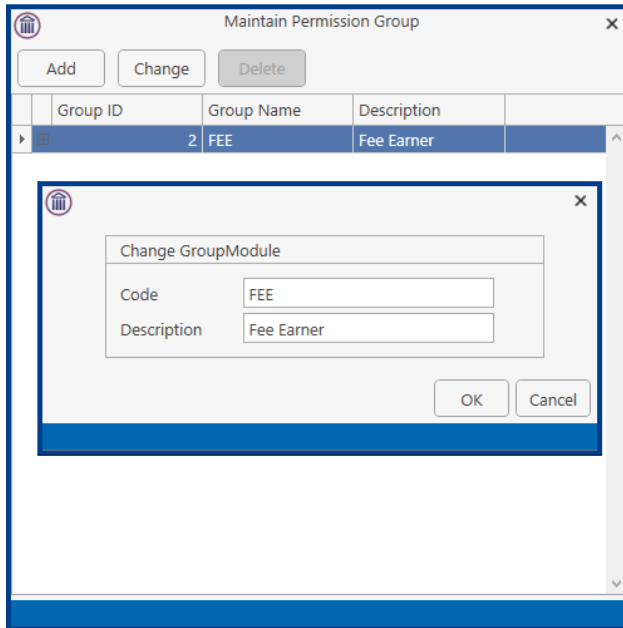 Maintain Permission Group
Add Change Delete
Group ID Group Name Description
2 FEE Fee Earner
Change GroupModule
Code FEE
Description Fee Earner
OK Cancel